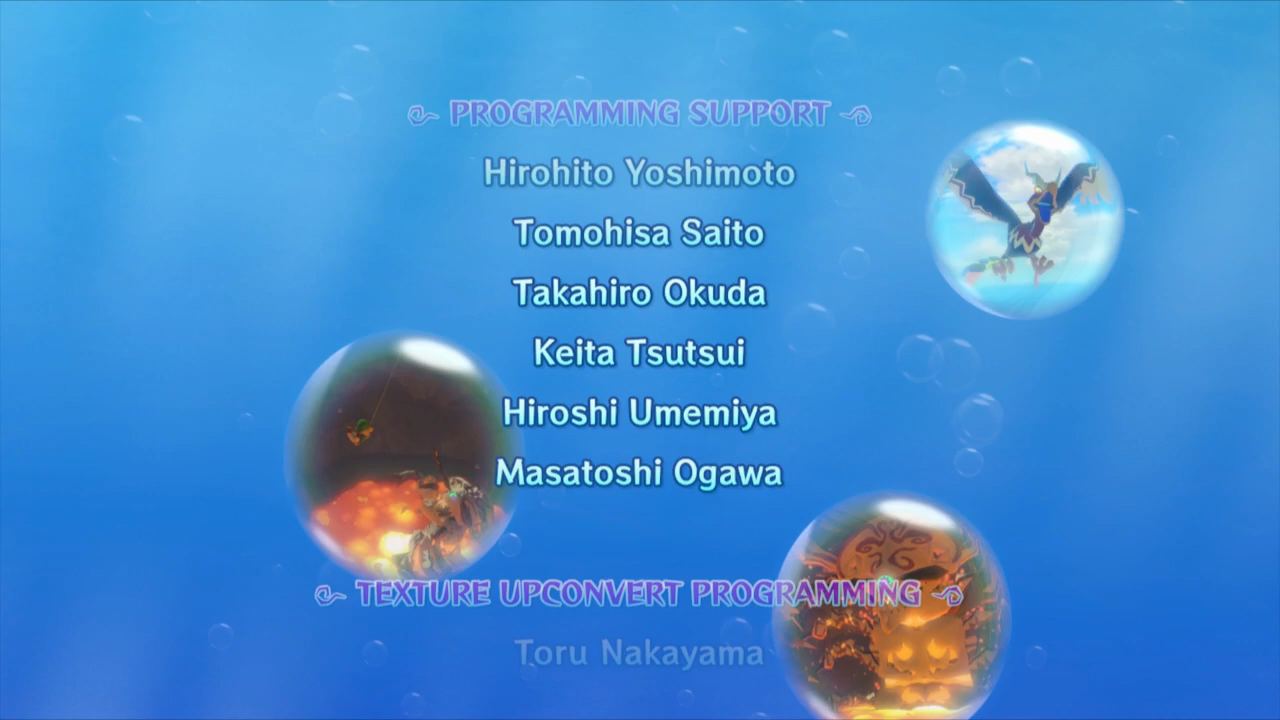 PROGRAMMING SUPPORT
Hirohito Yoshimoto
Tomohisa Saito
Takahiro Okuda
Keita Tsutsui
Hiroshi Umemiya
Masatoshi Ogawa
TEXTURE UPCONVERT PROGRAMMING
Toru Nakayama